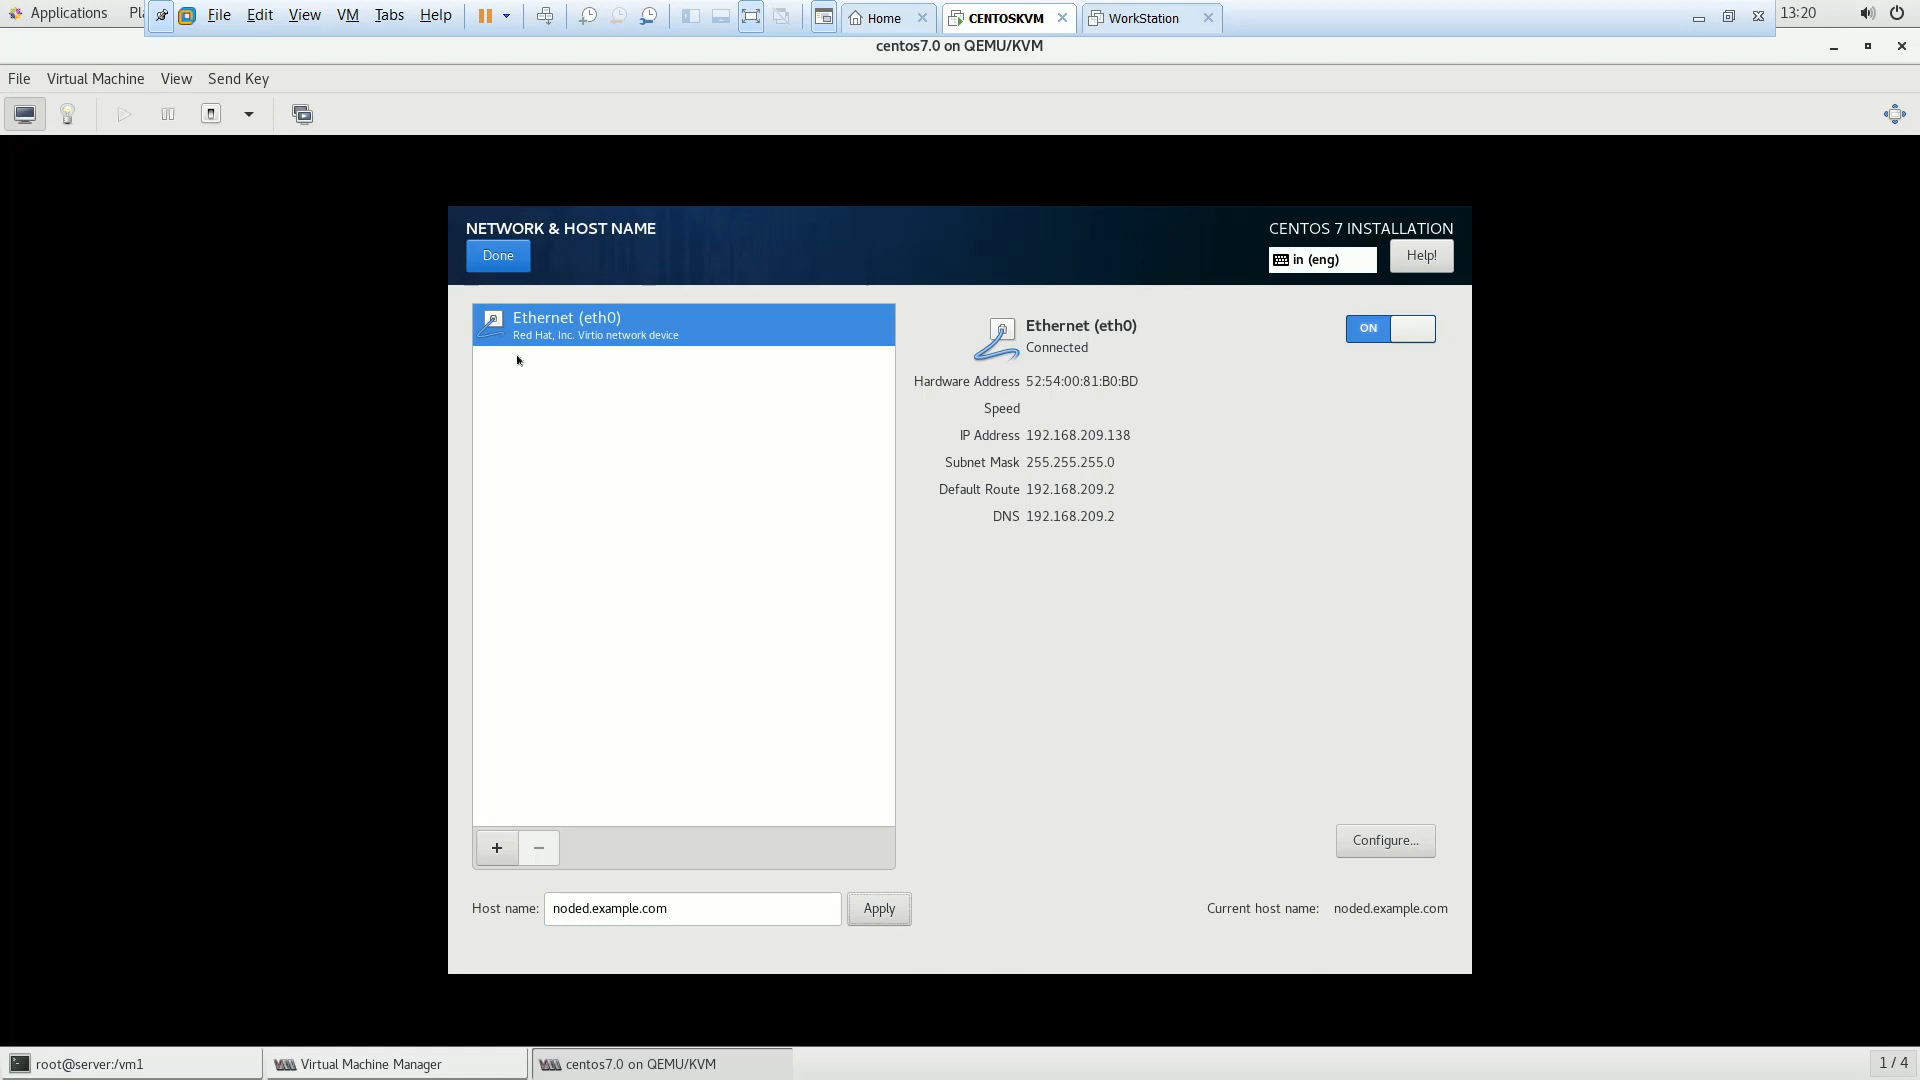 Applications
File Edit View VM Tabs Help
Home
CENTOSKVM
WorkStation
13:20
centos7.0 on QEMU/KVM
File Virtual Machine View Send Key
NETWORK & HOST NAME
CENTOS 7 INSTALLATION
Done
in (eng)
Help!
Ethernet (eth0)
Red Hat, Inc. Virtio network device
Ethernet (eth0)
Connected
ON
Hardware Address 52:54:00:81:B0:BD
Speed
IP Address 192.168.209.138
Subnet Mask 255.255.255.0
Default Route 192.168.209.2
DNS 192.168.209.2
+ −
Configure...
Host name: noded.example.com Apply
Current host name: noded.example.com
root@server:/vm1
Virtual Machine Manager
centos7.0 on QEMU/KVM
1 / 4